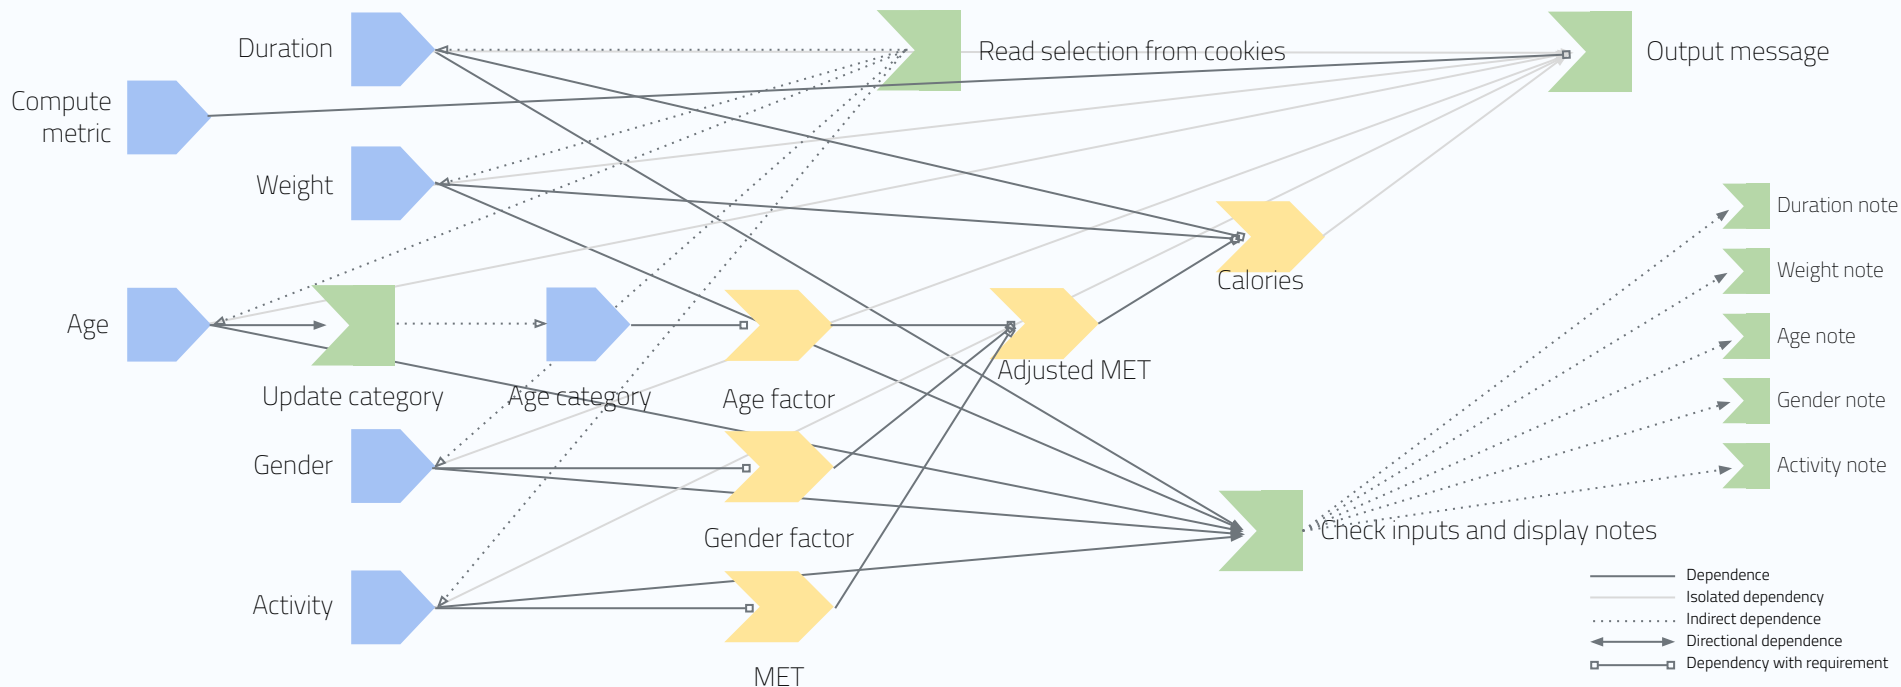 Duration
Read selection from cookies
Output message
Compute
metric
Weight
Duration note
Weight note
Calories
Age
Age note
Adjusted MET
Update category
Age category
Age factor
Gender note
Gender
Activity note
Gender factor
Check inputs and display notes
Activity
MET
Dependence
Isolated dependency
Indirect dependence
Directional dependence
Dependency with requirement